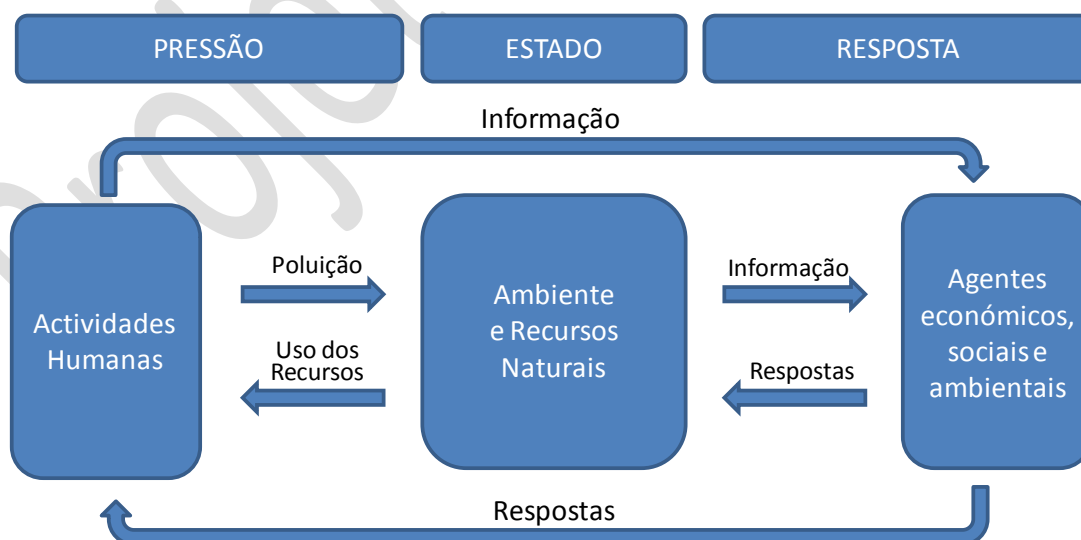 PRESSÃO
ESTADO
RESPOSTA
Informação
Actividades
Humanas
Poluição
Uso dos
Recursos
Ambiente
e Recursos
Naturais
Informação
Respostas
Agentes
económicos,
sociais e
ambientais
Respostas